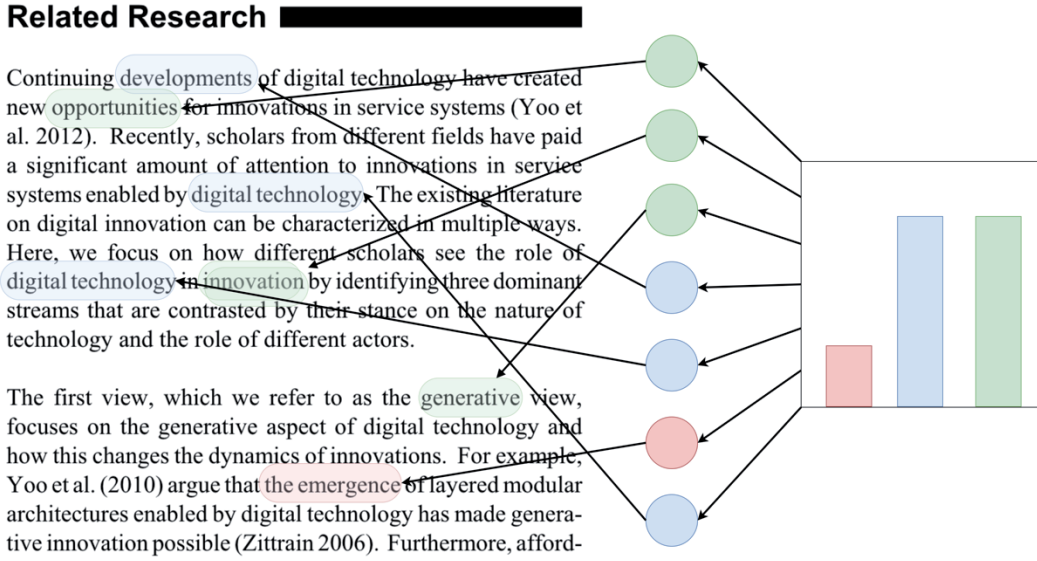 Related Research
Continuing developments of digital technology have created
new opportunities for innovations in service systems (Yoo et
al. 2012). Recently, scholars from different fields have paid
a significant amount of attention to innovations in service
systems enabled by digital technology. The existing literature
on digital innovation can be characterized in multiple ways.
Here, we focus on how different scholars see the role of
digital technology in innovation by identifying three dominant
streams that are contrasted by their stance on the nature of
technology and the role of different actors.
The first view, which we refer to as the generative view,
focuses on the generative aspect of digital technology and
how this changes the dynamics of innovations. For example,
Yoo et al. (2010) argue that the emergence of layered modular
architectures enabled by digital technology has made genera-
tive innovation possible (Zittrain 2006). Furthermore, afford-